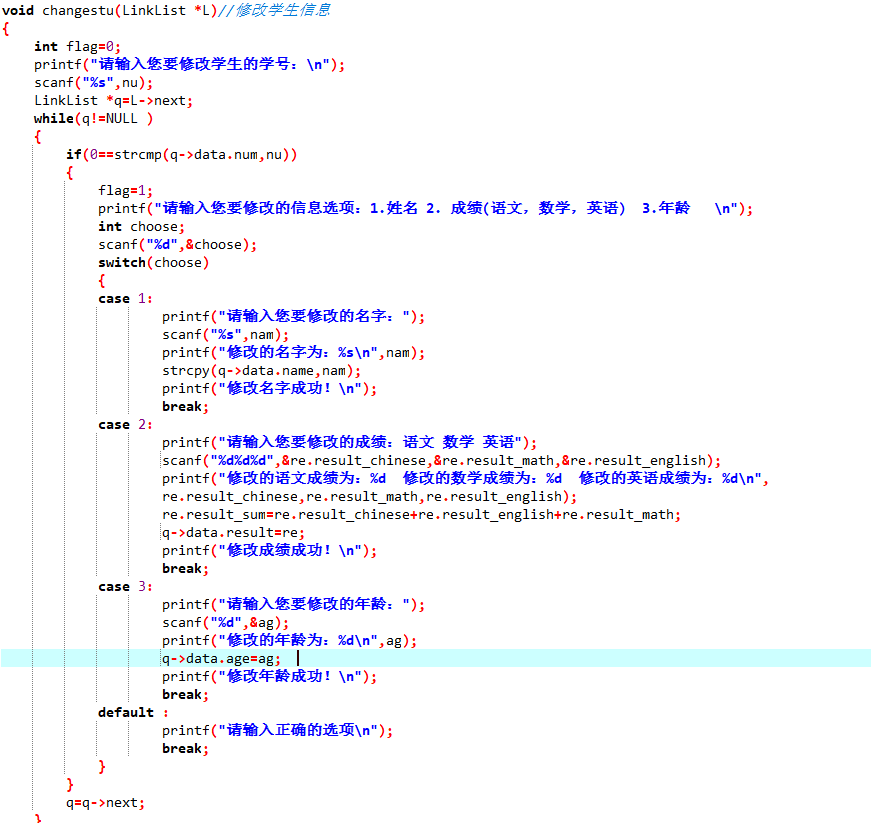 void changestu(LinkList *L)//修改学生信息
{
int flag=0;
printf("请输入您要修改学生的学号：\n");
scanf("%s",nu);
LinkList *q=L->next;
while(q!=NULL )
{
if(0==strcmp(q->data.num,nu))
{
flag=1;
printf("请输入您要修改的信息选项：1.姓名 2. 成绩(语文，数学，英语)  3.年龄   \n");
int choose;
scanf("%d",&choose);
switch(choose)
{
case 1:
printf("请输入您要修改的名字：");
scanf("%s",nam);
printf("修改的名字为：%s\n",nam);
strcpy(q->data.name,nam);
printf("修改名字成功！\n");
break;
case 2:
printf("请输入您要修改的成绩：语文 数学 英语");
scanf("%d%d%d",&re.result_chinese,&re.result_math,&re.result_english);
printf("修改的语文成绩为：%d  修改的数学成绩为：%d  修改的英语成绩为：%d\n",
re.result_chinese,re.result_math,re.result_english);
re.result_sum=re.result_chinese+re.result_english+re.result_math;
q->data.result=re;
printf("修改成绩成功！\n");
break;
case 3:
printf("请输入您要修改的年龄：");
scanf("%d",&ag);
printf("修改的年龄为：%d\n",ag);
q->data.age=ag;
printf("修改年龄成功！\n");
break;
default :
printf("请输入正确的选项\n");
break;
}
}
q=q->next;
}